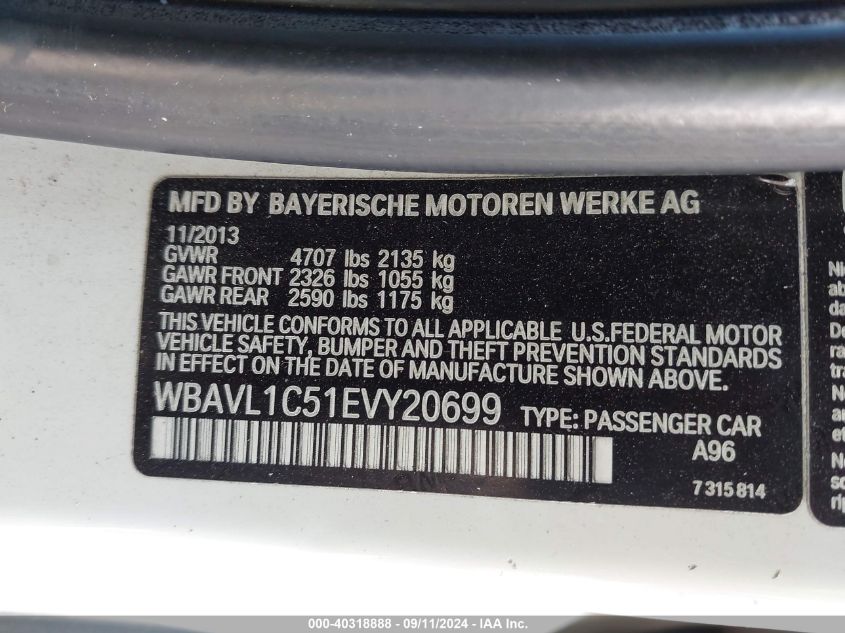 MFD BY BAYERISCHE MOTOREN WERKE AG
11/2013
GVWR 4707 lbs 2135 kg
GAWR FRONT 2326 lbs 1055 kg
GAWR REAR 2590 lbs 1175 kg
THIS VEHICLE CONFORMS TO ALL APPLICABLE U.S.FEDERAL MOTOR
VEHICLE SAFETY, BUMPER AND THEFT PREVENTION STANDARDS
IN EFFECT ON THE DATE OF MANUFACTURE SHOWN ABOVE.
WBAVL1C51EVY20699 TYPE: PASSENGER CAR
A96
7315814
000-40318888 - 09/11/2024 - IAA Inc.